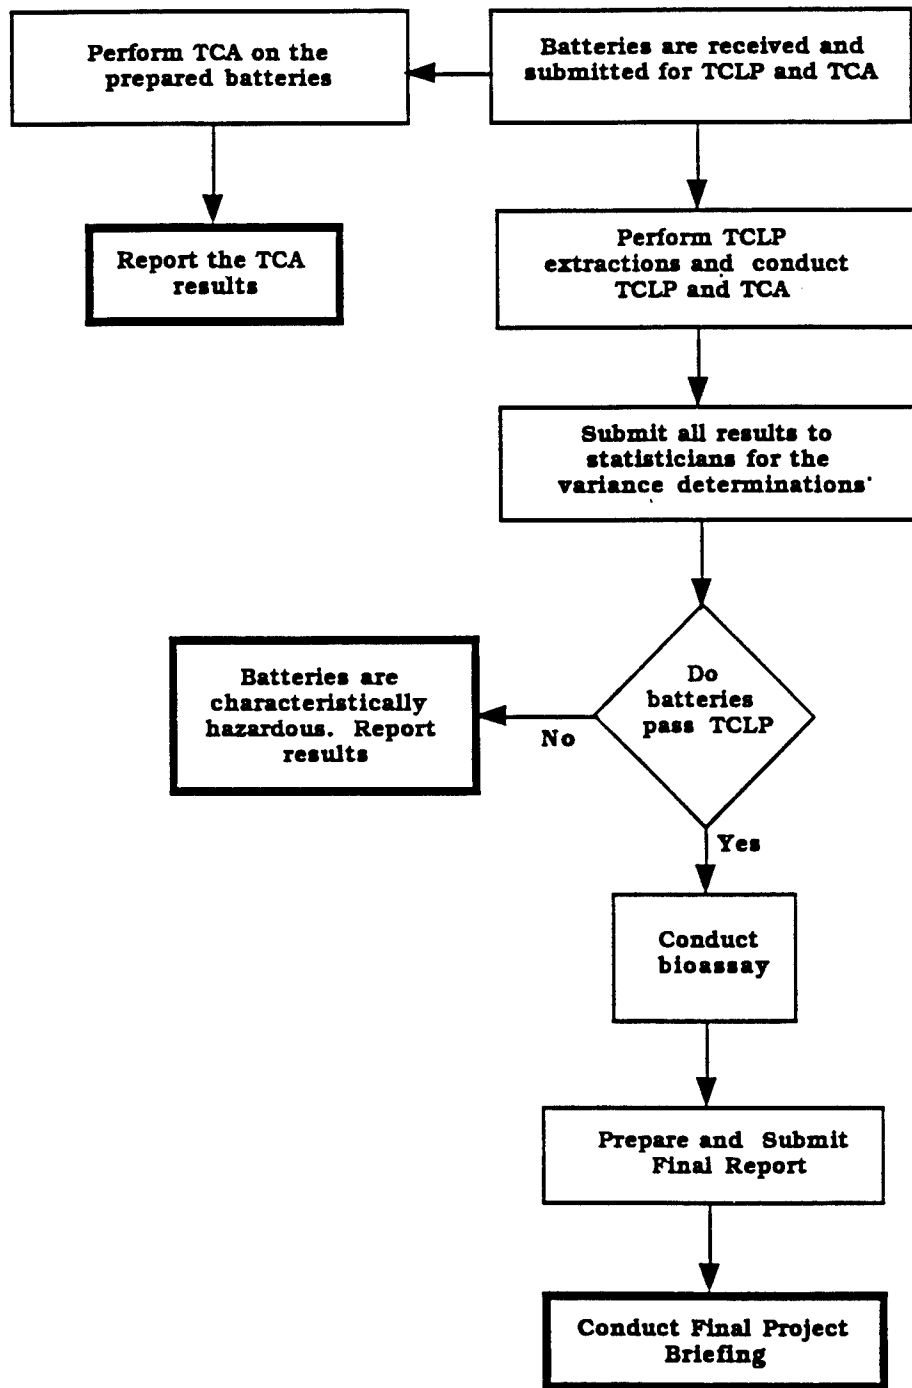 Perform TCA on the
prepared batteries
Batteries are received and
submitted for TCLP and TCA
Report the TCA
results
Perform TCLP
extractions and conduct
TCLP and TCA
Submit all results to
statisticians for the
variance determinations
Do
batteries
pass TCLP
No
Batteries are
characteristically
hazardous. Report
results
Yes
Conduct
bioassay
Prepare and Submit
Final Report
Conduct Final Project
Briefing